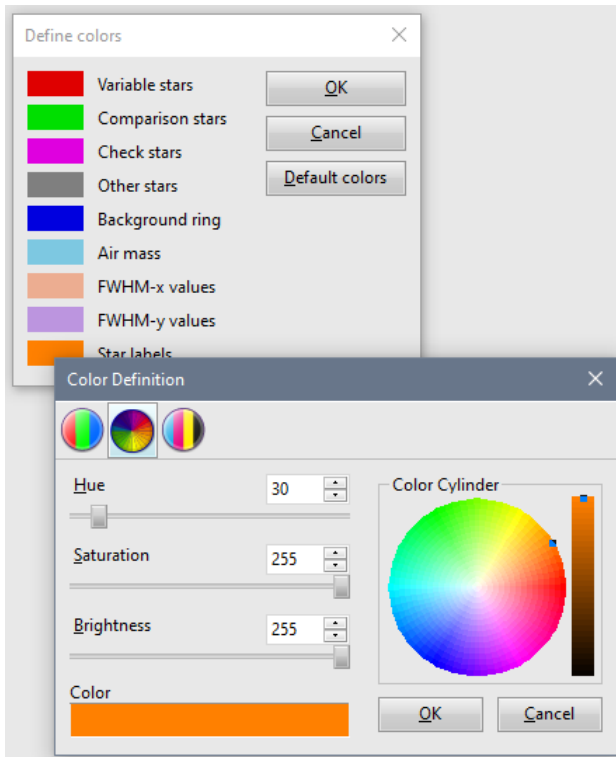 Define colors
Variable stars
OK
Comparison stars
Cancel
Check stars
Default colors
Other stars
Background ring
Air mass
FWHM-x values
FWHM-y values
Star labels
Color Definition
Hue 30
Saturation 255
Brightness 255
Color
Color Cylinder
OK Cancel